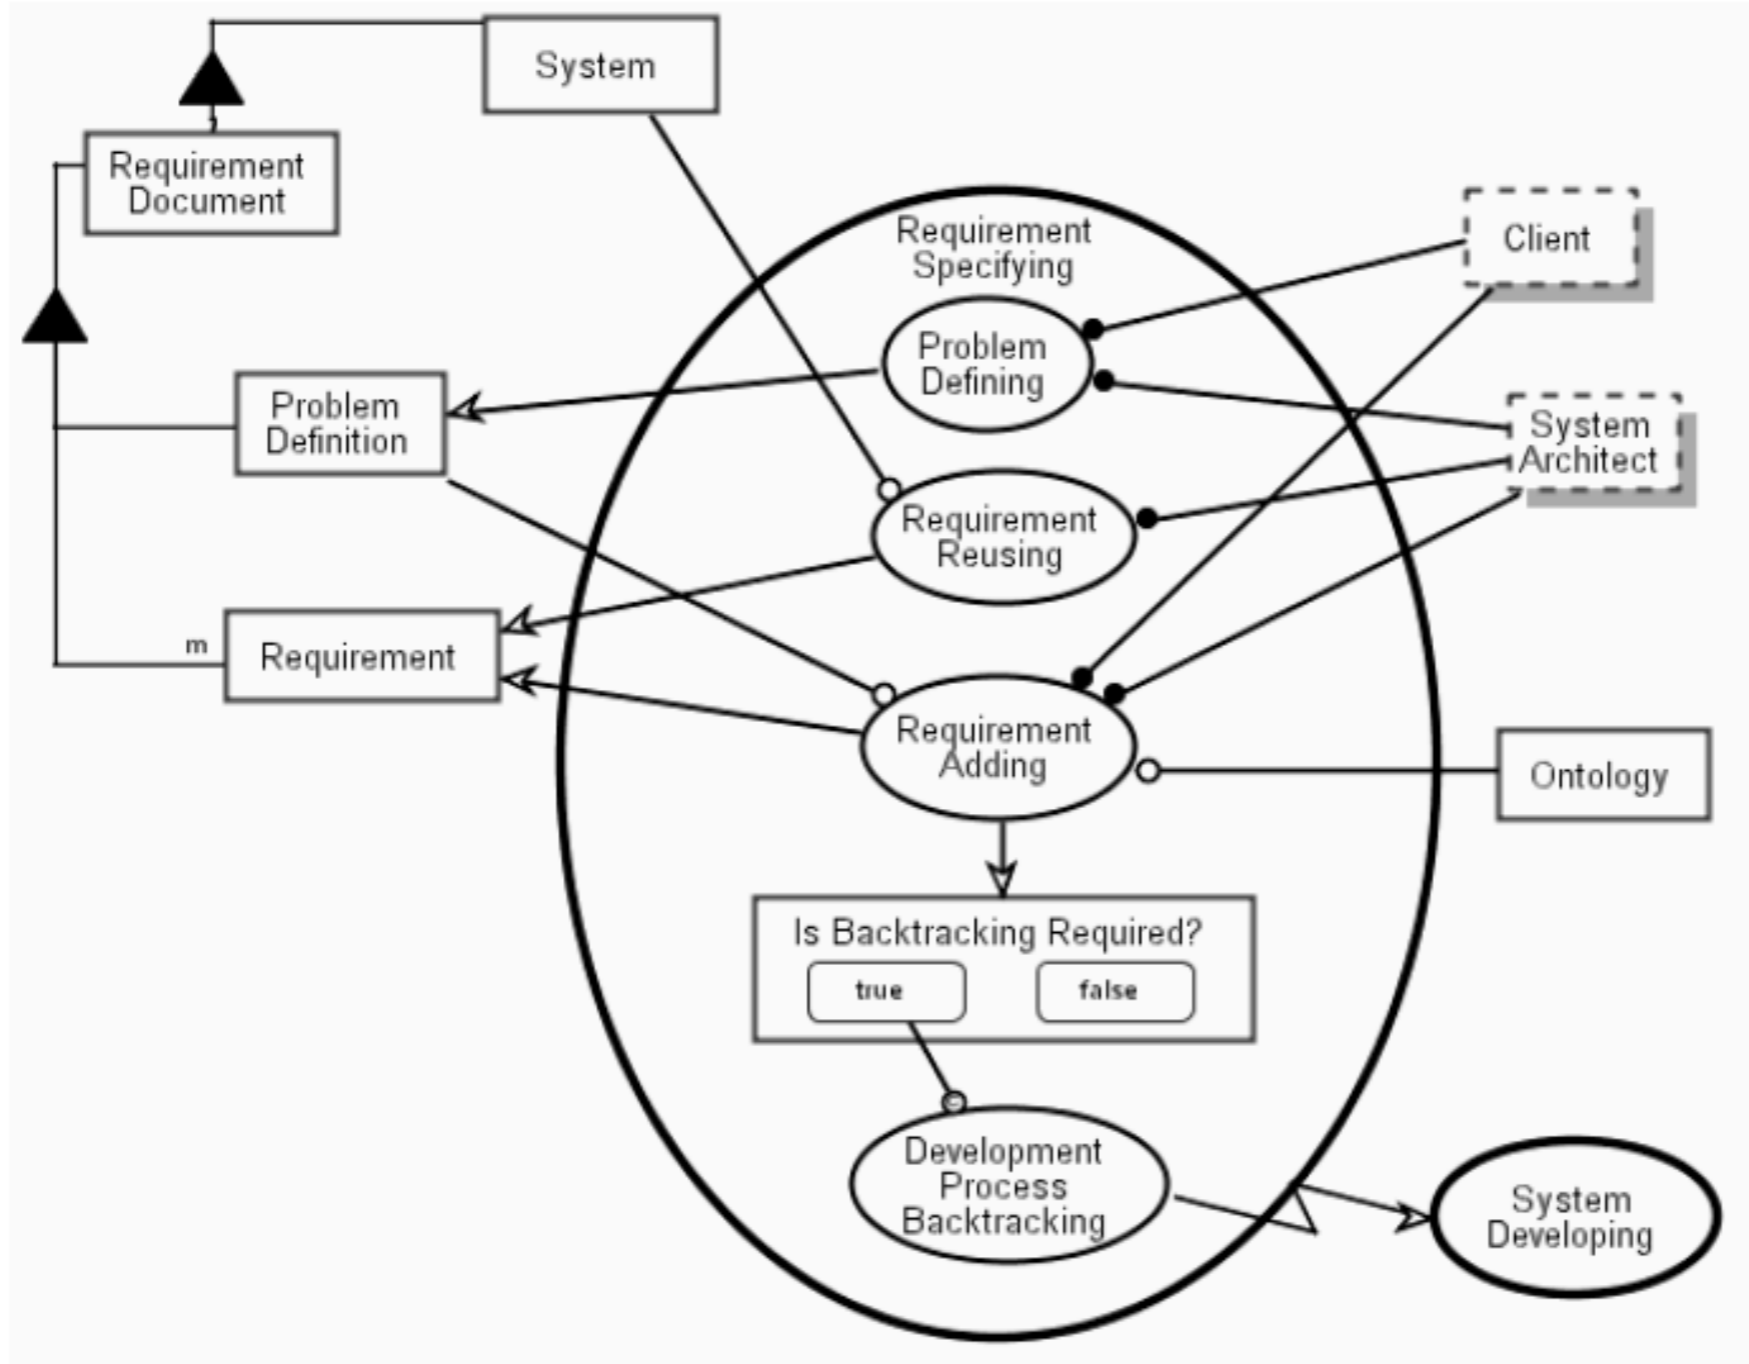 System
Requirement
Document
Requirement
Specifying
Client
Problem
Defining
Problem
Definition
System
Architect
Requirement
Reusing
m
Requirement
Requirement
Adding
Ontology
Is Backtracking Required?
true
false
Development
Process
Backtracking
System
Developing